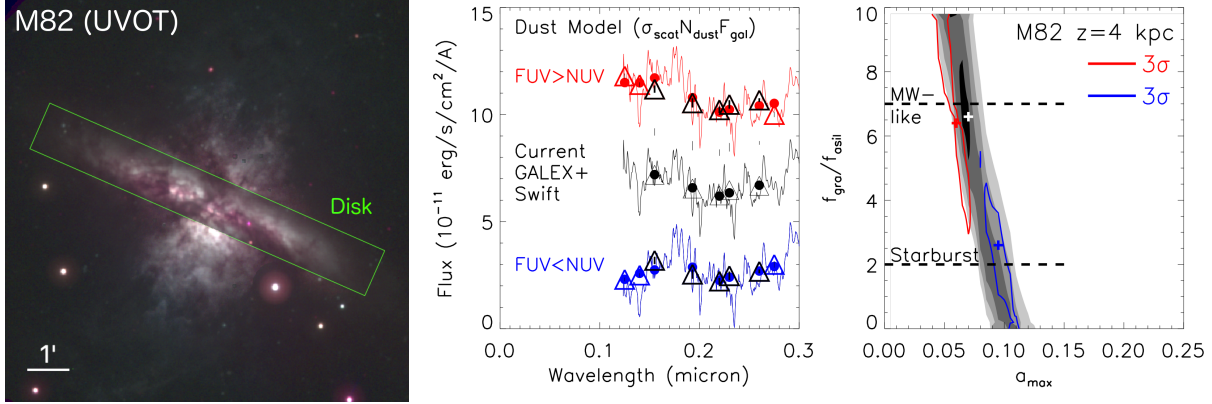 M82 (UVOT)
Disk
1'
15
10
5
0
Flux (10⁻¹¹ erg/s/cm²/A)
Dust Model (σscatNdustFgal)
FUV>NUV
Current
GALEX+
Swift
FUV<NUV
0.0
0.1
0.2
0.3
Wavelength (micron)
10
8
6
4
2
0
fgra/fasil
M82 z=4 kpc
3σ
3σ
MW-
like
Starburst
0.00
0.05
0.10
0.15
0.20
0.25
amax